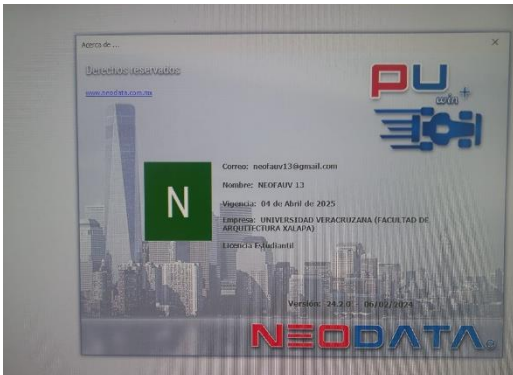 Acerca de ...
Derechos reservados
www.neodata.com.mx
PU
win+
Correo: neofauv13@gmail.com
Nombre: NEOFAUV 13
N
Vigencia: 04 de Abril de 2025
Empresa: UNIVERSIDAD VERACRUZANA (FACULTAD DE
ARQUITECTURA XALAPA)
Licencia Estudiantil
Versión: 24.2.0 - 06/02/2024
NEODATA